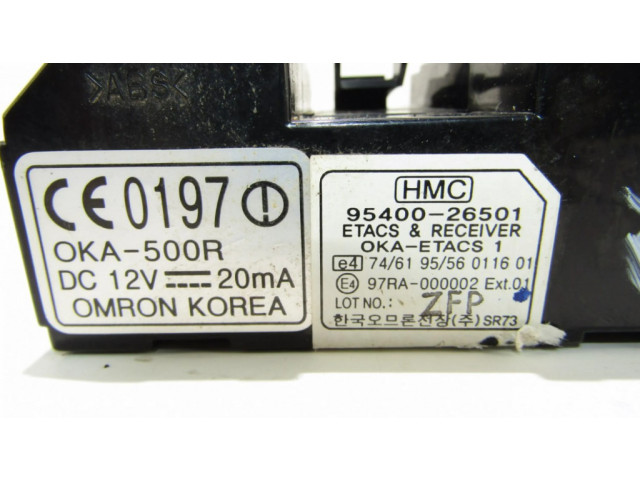 >ABS<
CE 0197
OKA-500R
DC 12V 20mA
OMRON KOREA
HMC
95400-26501
ETACS & RECEIVER
OKA-ETACS 1
e4 74/61 95/56 0116 01
E4 97RA-000002 Ext.01
LOT NO.: ZFP
한국오므론전장(주) SR73